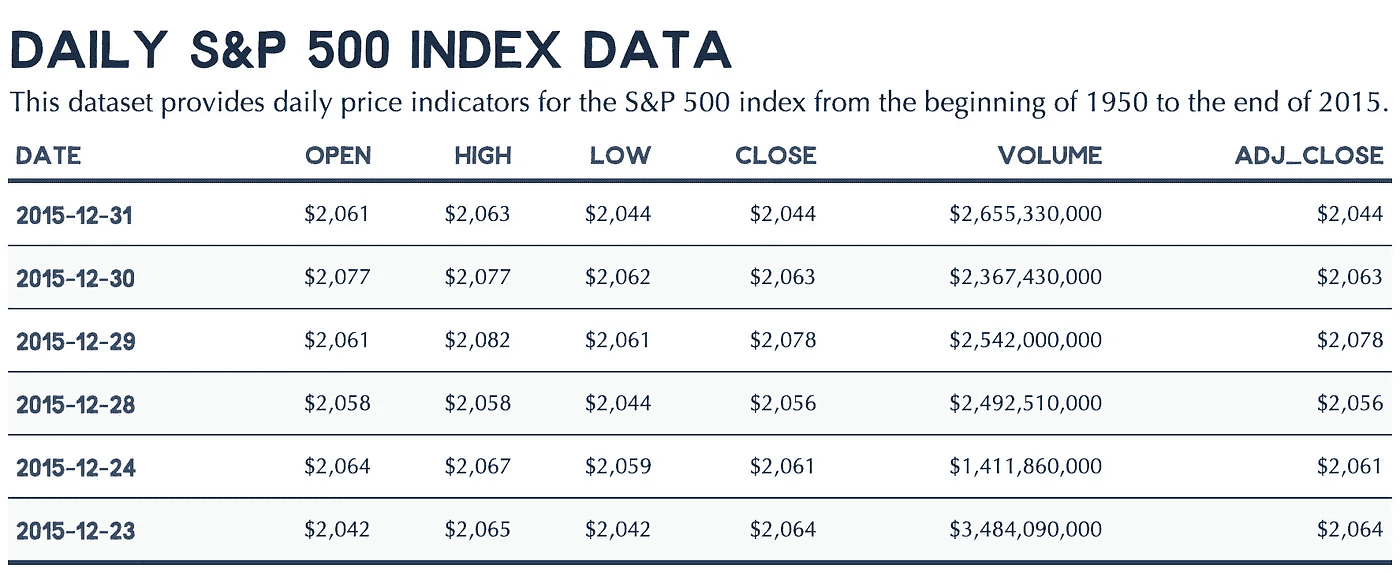 DAILY S&P 500 INDEX DATA
This dataset provides daily price indicators for the S&P 500 index from the beginning of 1950 to the end of 2015.
DATE OPEN HIGH LOW CLOSE VOLUME ADJ_CLOSE
2015-12-31 $2,061 $2,063 $2,044 $2,044 $2,655,330,000 $2,044
2015-12-30 $2,077 $2,077 $2,062 $2,063 $2,367,430,000 $2,063
2015-12-29 $2,061 $2,082 $2,061 $2,078 $2,542,000,000 $2,078
2015-12-28 $2,058 $2,058 $2,044 $2,056 $2,492,510,000 $2,056
2015-12-24 $2,064 $2,067 $2,059 $2,061 $1,411,860,000 $2,061
2015-12-23 $2,042 $2,065 $2,042 $2,064 $3,484,090,000 $2,064